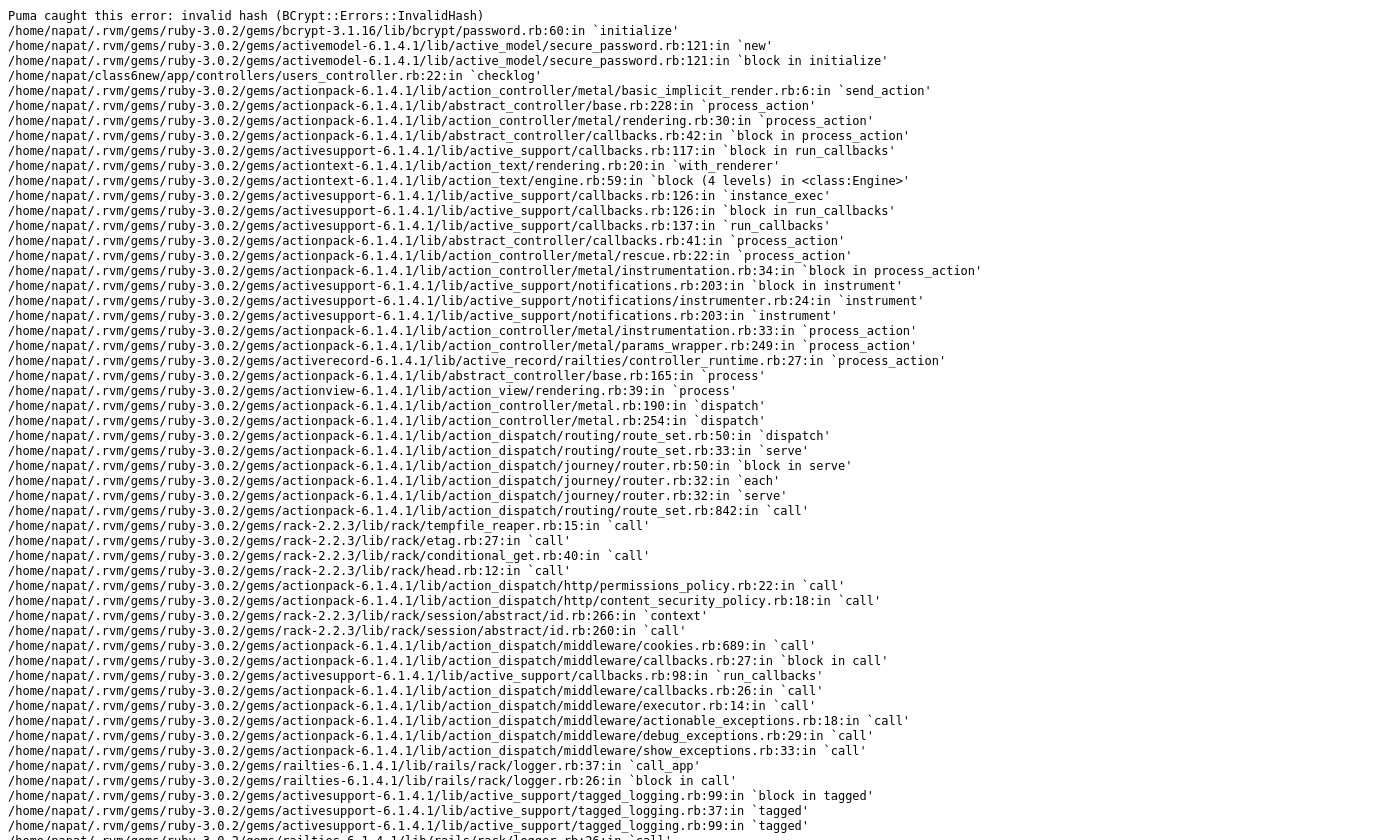 Puma caught this error: invalid hash (BCrypt::Errors::InvalidHash)
/home/napat/.rvm/gems/ruby-3.0.2/gems/bcrypt-3.1.16/lib/bcrypt/password.rb:60:in `initialize'
/home/napat/.rvm/gems/ruby-3.0.2/gems/activemodel-6.1.4.1/lib/active_model/secure_password.rb:121:in `new'
/home/napat/.rvm/gems/ruby-3.0.2/gems/activemodel-6.1.4.1/lib/active_model/secure_password.rb:121:in `block in initialize'
/home/napat/class6new/app/controllers/users_controller.rb:22:in `checklog'
/home/napat/.rvm/gems/ruby-3.0.2/gems/actionpack-6.1.4.1/lib/action_controller/metal/basic_implicit_render.rb:6:in `send_action'
/home/napat/.rvm/gems/ruby-3.0.2/gems/actionpack-6.1.4.1/lib/abstract_controller/base.rb:228:in `process_action'
/home/napat/.rvm/gems/ruby-3.0.2/gems/actionpack-6.1.4.1/lib/action_controller/metal/rendering.rb:30:in `process_action'
/home/napat/.rvm/gems/ruby-3.0.2/gems/actionpack-6.1.4.1/lib/abstract_controller/callbacks.rb:42:in `block in process_action'
/home/napat/.rvm/gems/ruby-3.0.2/gems/activesupport-6.1.4.1/lib/active_support/callbacks.rb:117:in `block in run_callbacks'
/home/napat/.rvm/gems/ruby-3.0.2/gems/actiontext-6.1.4.1/lib/action_text/rendering.rb:20:in `with_renderer'
/home/napat/.rvm/gems/ruby-3.0.2/gems/actiontext-6.1.4.1/lib/action_text/engine.rb:59:in `block (4 levels) in <class:Engine>'
/home/napat/.rvm/gems/ruby-3.0.2/gems/activesupport-6.1.4.1/lib/active_support/callbacks.rb:126:in `instance_exec'
/home/napat/.rvm/gems/ruby-3.0.2/gems/activesupport-6.1.4.1/lib/active_support/callbacks.rb:126:in `block in run_callbacks'
/home/napat/.rvm/gems/ruby-3.0.2/gems/activesupport-6.1.4.1/lib/active_support/callbacks.rb:137:in `run_callbacks'
/home/napat/.rvm/gems/ruby-3.0.2/gems/actionpack-6.1.4.1/lib/abstract_controller/callbacks.rb:41:in `process_action'
/home/napat/.rvm/gems/ruby-3.0.2/gems/actionpack-6.1.4.1/lib/action_controller/metal/rescue.rb:22:in `process_action'
/home/napat/.rvm/gems/ruby-3.0.2/gems/actionpack-6.1.4.1/lib/action_controller/metal/instrumentation.rb:34:in `block in process_action'
/home/napat/.rvm/gems/ruby-3.0.2/gems/activesupport-6.1.4.1/lib/active_support/notifications.rb:203:in `block in instrument'
/home/napat/.rvm/gems/ruby-3.0.2/gems/activesupport-6.1.4.1/lib/active_support/notifications/instrumenter.rb:24:in `instrument'
/home/napat/.rvm/gems/ruby-3.0.2/gems/activesupport-6.1.4.1/lib/active_support/notifications.rb:203:in `instrument'
/home/napat/.rvm/gems/ruby-3.0.2/gems/actionpack-6.1.4.1/lib/action_controller/metal/instrumentation.rb:33:in `process_action'
/home/napat/.rvm/gems/ruby-3.0.2/gems/actionpack-6.1.4.1/lib/action_controller/metal/params_wrapper.rb:249:in `process_action'
/home/napat/.rvm/gems/ruby-3.0.2/gems/activerecord-6.1.4.1/lib/active_record/railties/controller_runtime.rb:27:in `process_action'
/home/napat/.rvm/gems/ruby-3.0.2/gems/actionpack-6.1.4.1/lib/abstract_controller/base.rb:165:in `process'
/home/napat/.rvm/gems/ruby-3.0.2/gems/actionview-6.1.4.1/lib/action_view/rendering.rb:39:in `process'
/home/napat/.rvm/gems/ruby-3.0.2/gems/actionpack-6.1.4.1/lib/action_controller/metal.rb:190:in `dispatch'
/home/napat/.rvm/gems/ruby-3.0.2/gems/actionpack-6.1.4.1/lib/action_controller/metal.rb:254:in `dispatch'
/home/napat/.rvm/gems/ruby-3.0.2/gems/actionpack-6.1.4.1/lib/action_dispatch/routing/route_set.rb:50:in `dispatch'
/home/napat/.rvm/gems/ruby-3.0.2/gems/actionpack-6.1.4.1/lib/action_dispatch/routing/route_set.rb:33:in `serve'
/home/napat/.rvm/gems/ruby-3.0.2/gems/actionpack-6.1.4.1/lib/action_dispatch/journey/router.rb:50:in `block in serve'
/home/napat/.rvm/gems/ruby-3.0.2/gems/actionpack-6.1.4.1/lib/action_dispatch/journey/router.rb:32:in `each'
/home/napat/.rvm/gems/ruby-3.0.2/gems/actionpack-6.1.4.1/lib/action_dispatch/journey/router.rb:32:in `serve'
/home/napat/.rvm/gems/ruby-3.0.2/gems/actionpack-6.1.4.1/lib/action_dispatch/routing/route_set.rb:842:in `call'
/home/napat/.rvm/gems/ruby-3.0.2/gems/rack-2.2.3/lib/rack/tempfile_reaper.rb:15:in `call'
/home/napat/.rvm/gems/ruby-3.0.2/gems/rack-2.2.3/lib/rack/etag.rb:27:in `call'
/home/napat/.rvm/gems/ruby-3.0.2/gems/rack-2.2.3/lib/rack/conditional_get.rb:40:in `call'
/home/napat/.rvm/gems/ruby-3.0.2/gems/rack-2.2.3/lib/rack/head.rb:12:in `call'
/home/napat/.rvm/gems/ruby-3.0.2/gems/actionpack-6.1.4.1/lib/action_dispatch/http/permissions_policy.rb:22:in `call'
/home/napat/.rvm/gems/ruby-3.0.2/gems/actionpack-6.1.4.1/lib/action_dispatch/http/content_security_policy.rb:18:in `call'
/home/napat/.rvm/gems/ruby-3.0.2/gems/rack-2.2.3/lib/rack/session/abstract/id.rb:266:in `context'
/home/napat/.rvm/gems/ruby-3.0.2/gems/rack-2.2.3/lib/rack/session/abstract/id.rb:260:in `call'
/home/napat/.rvm/gems/ruby-3.0.2/gems/actionpack-6.1.4.1/lib/action_dispatch/middleware/cookies.rb:689:in `call'
/home/napat/.rvm/gems/ruby-3.0.2/gems/actionpack-6.1.4.1/lib/action_dispatch/middleware/callbacks.rb:27:in `block in call'
/home/napat/.rvm/gems/ruby-3.0.2/gems/activesupport-6.1.4.1/lib/active_support/callbacks.rb:98:in `run_callbacks'
/home/napat/.rvm/gems/ruby-3.0.2/gems/actionpack-6.1.4.1/lib/action_dispatch/middleware/callbacks.rb:26:in `call'
/home/napat/.rvm/gems/ruby-3.0.2/gems/actionpack-6.1.4.1/lib/action_dispatch/middleware/executor.rb:14:in `call'
/home/napat/.rvm/gems/ruby-3.0.2/gems/actionpack-6.1.4.1/lib/action_dispatch/middleware/actionable_exceptions.rb:18:in `call'
/home/napat/.rvm/gems/ruby-3.0.2/gems/actionpack-6.1.4.1/lib/action_dispatch/middleware/debug_exceptions.rb:29:in `call'
/home/napat/.rvm/gems/ruby-3.0.2/gems/actionpack-6.1.4.1/lib/action_dispatch/middleware/show_exceptions.rb:33:in `call'
/home/napat/.rvm/gems/ruby-3.0.2/gems/railties-6.1.4.1/lib/rails/rack/logger.rb:37:in `call_app'
/home/napat/.rvm/gems/ruby-3.0.2/gems/railties-6.1.4.1/lib/rails/rack/logger.rb:26:in `block in call'
/home/napat/.rvm/gems/ruby-3.0.2/gems/activesupport-6.1.4.1/lib/active_support/tagged_logging.rb:99:in `block in tagged'
/home/napat/.rvm/gems/ruby-3.0.2/gems/activesupport-6.1.4.1/lib/active_support/tagged_logging.rb:37:in `tagged'
/home/napat/.rvm/gems/ruby-3.0.2/gems/activesupport-6.1.4.1/lib/active_support/tagged_logging.rb:99:in `tagged'
/home/napat/.rvm/gems/ruby-3.0.2/gems/railties-6.1.4.1/lib/rails/rack/logger.rb:26:in `call'